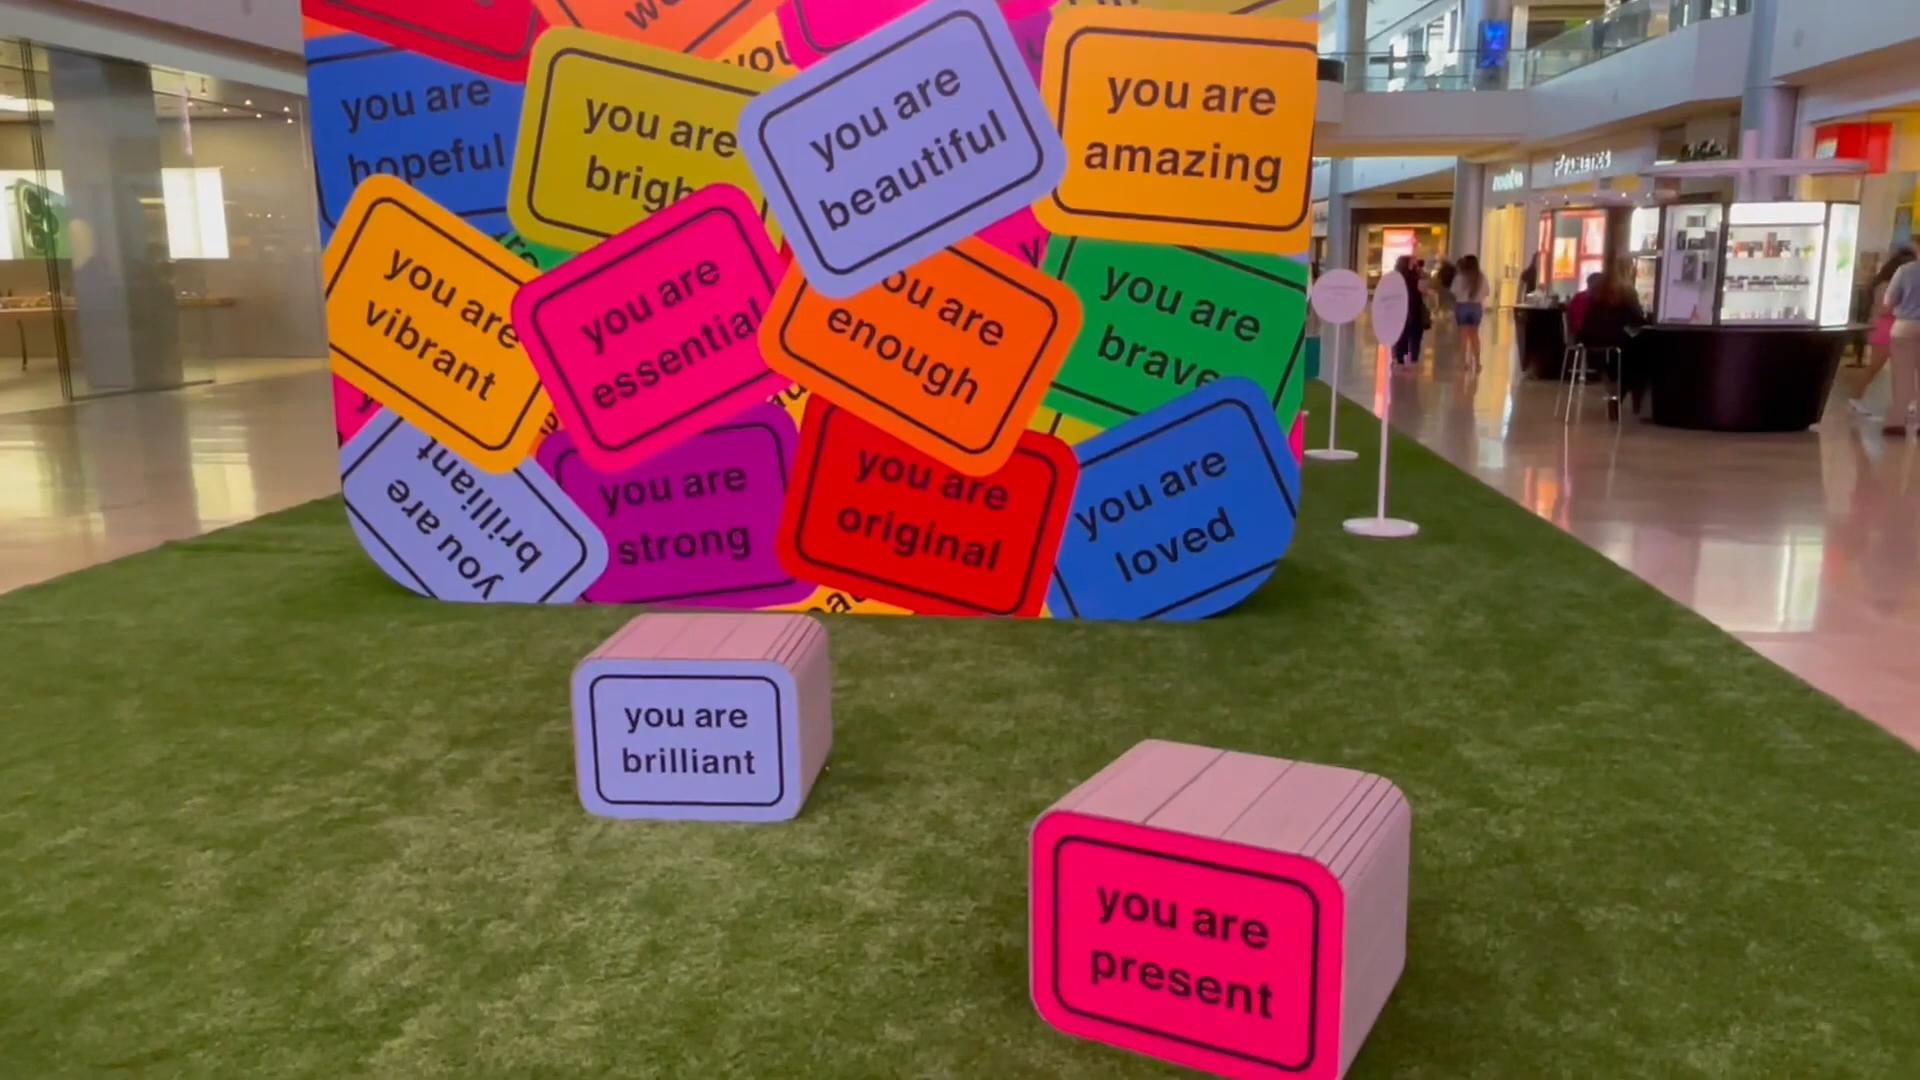 you are
hopeful
you are
brigh
you are
beautiful
you are
amazing
you are
vibrant
you are
essential
ou are
enough
you are
brave
you are
brilliant
you are
strong
you are
original
you are
loved
you are
brilliant
you are
present